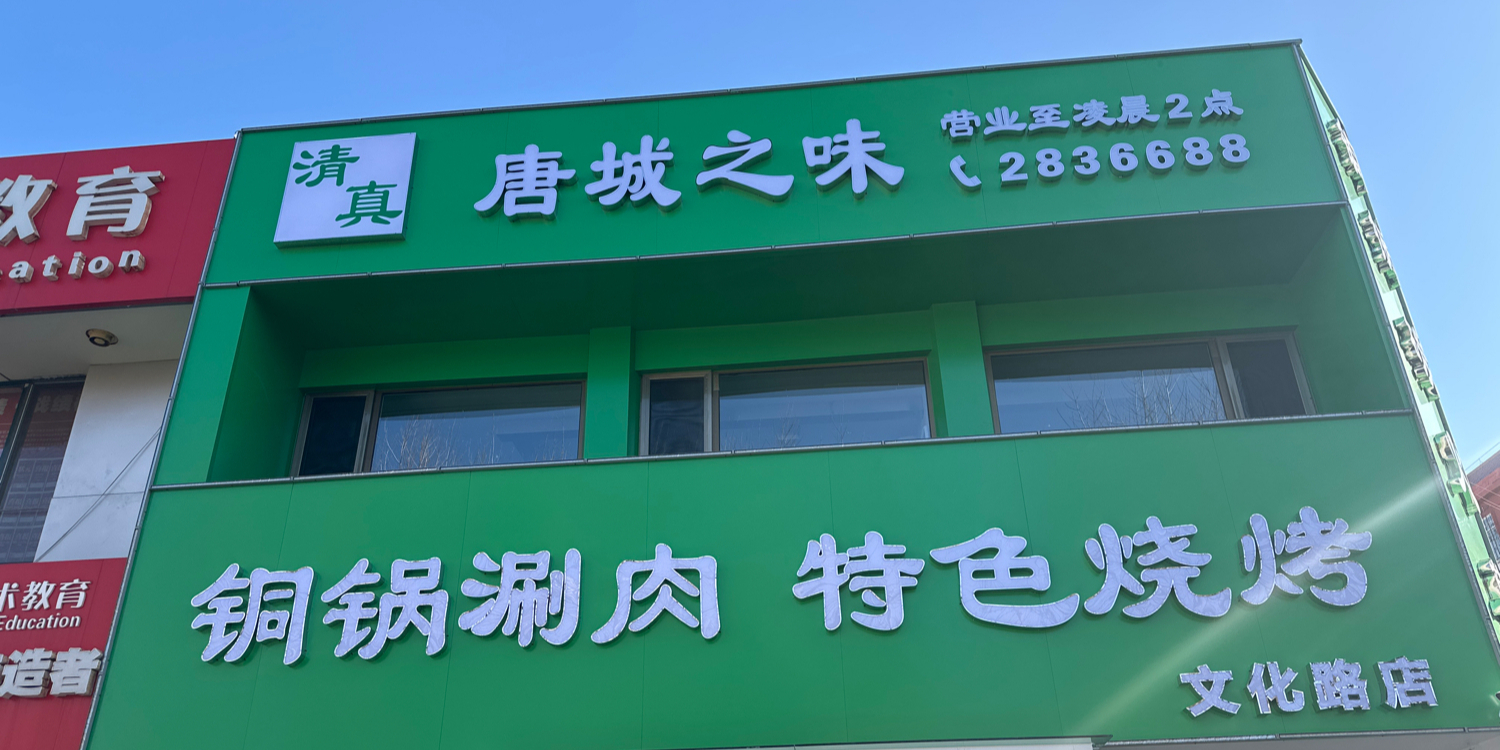 教育
ation
术教育
Education
造者
清真
唐城之味
营业至凌晨2点
2836688
铜锅涮肉 特色烧烤
文化路店